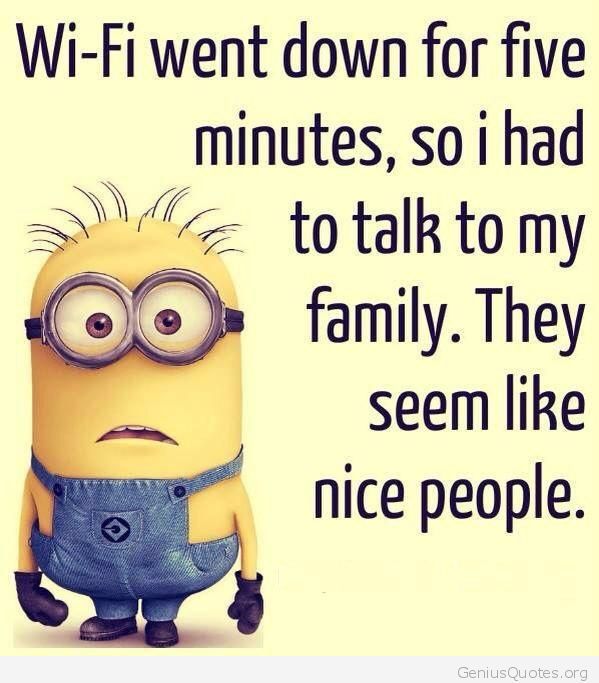 Wi-Fi went down for five
minutes, so i had
to talk to my
family. They
seem like
nice people.
GeniusQuotes.org